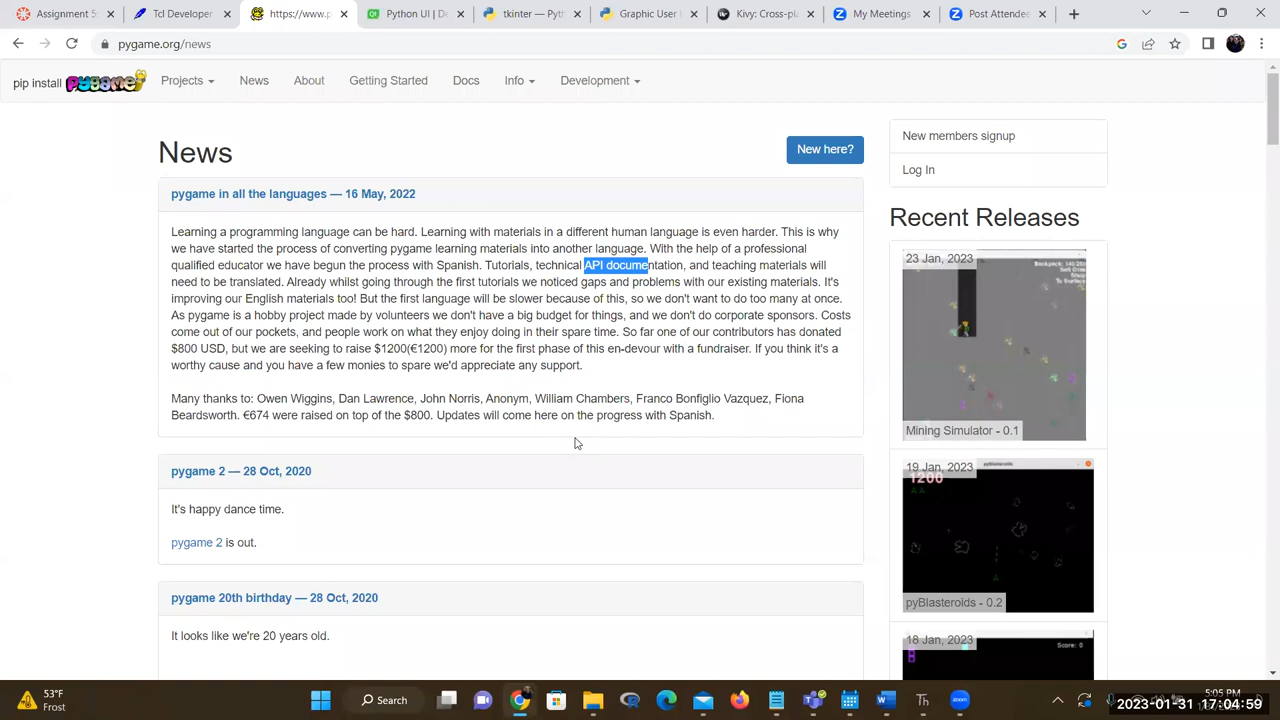 Assignment 5
Tcl Developer
https://www.p
Python UI | De
tkinter — Pyth
Graphic User I
Kivy: Cross-pla
My Meetings
Post Attendee
pygame.org/news
pip install pygame
Projects
News
About
Getting Started
Docs
Info
Development
News
New here?
pygame in all the languages — 16 May, 2022
Learning a programming language can be hard. Learning with materials in a different human language is even harder. This is why
we have started the process of converting pygame learning materials into another language. With the help of a professional
qualified educator we have begun the process with Spanish. Tutorials, technical API documentation, and teaching materials will
need to be translated. Already whilst going through the first tutorials we noticed gaps and problems with our existing materials. It's
improving our English materials too! But the first language will be slower because of this, so we don't want to do too many at once.
As pygame is a hobby project made by volunteers we don't have a big budget for things, and we don't do corporate sponsors. Costs
come out of our pockets, and people work on what they enjoy doing in their spare time. So far one of our contributors has donated
$800 USD, but we are seeking to raise $1200(€1200) more for the first phase of this en-devour with a fundraiser. If you think it's a
worthy cause and you have a few monies to spare we'd appreciate any support.
Many thanks to: Owen Wiggins, Dan Lawrence, John Norris, Anonym, William Chambers, Franco Bonfiglio Vazquez, Fiona
Beardsworth. €674 were raised on top of the $800. Updates will come here on the progress with Spanish.
pygame 2 — 28 Oct, 2020
It's happy dance time.
pygame 2 is out.
pygame 20th birthday — 28 Oct, 2020
It looks like we're 20 years old.
New members signup
Log In
Recent Releases
23 Jan, 2023
Mining Simulator - 0.1
19 Jan, 2023
pyBlasteroids
1200
pyBlasteroids - 0.2
18 Jan, 2023
Score: 0
53°F
Frost
Search
5:05 PM
2023-01-31 17:04:59